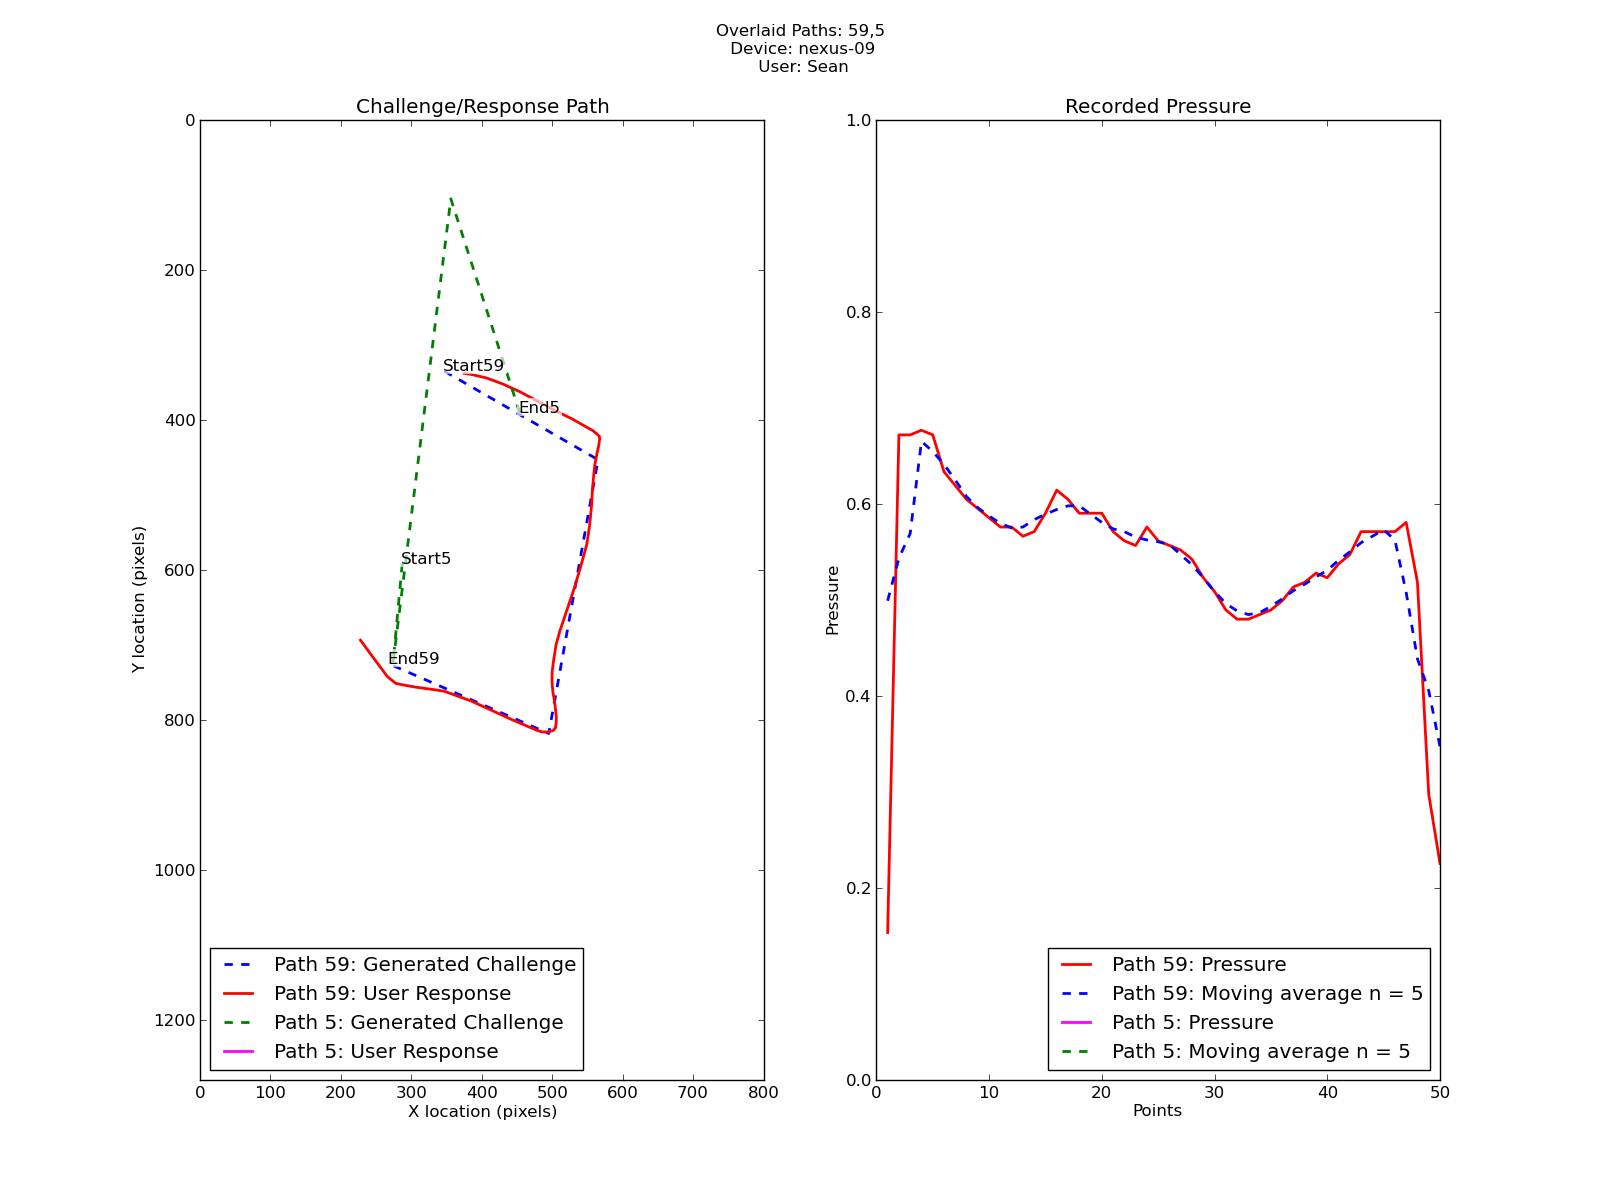 Overlaid Paths: 59,5
Device: nexus-09
User: Sean
Challenge/Response Path
0
200
400
600
800
1000
1200
Y location (pixels)
Start59
End5
Start5
End59
Path 59: Generated Challenge
Path 59: User Response
Path 5: Generated Challenge
Path 5: User Response
0 100 200 300 400 500 600 700 800
X location (pixels)
Recorded Pressure
1.0
0.8
0.6
0.4
0.2
0.0
Pressure
Path 59: Pressure
Path 59: Moving average n = 5
Path 5: Pressure
Path 5: Moving average n = 5
0 10 20 30 40 50
Points